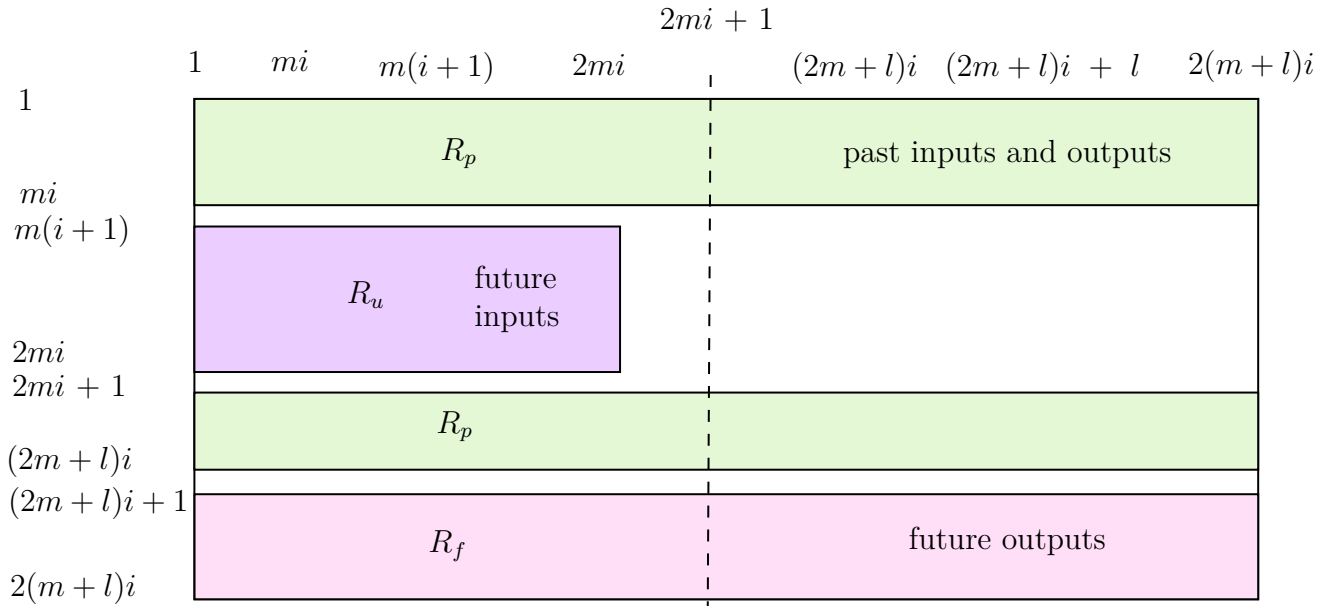 2mi + 1
1 mi m(i+1) 2mi (2m+l)i (2m+l)i + l 2(m+l)i
1
R_p past inputs and outputs
mi
m(i+1)
R_u future
inputs
2mi
2mi + 1
R_p
(2m+l)i
(2m+l)i+1
R_f future outputs
2(m+l)i